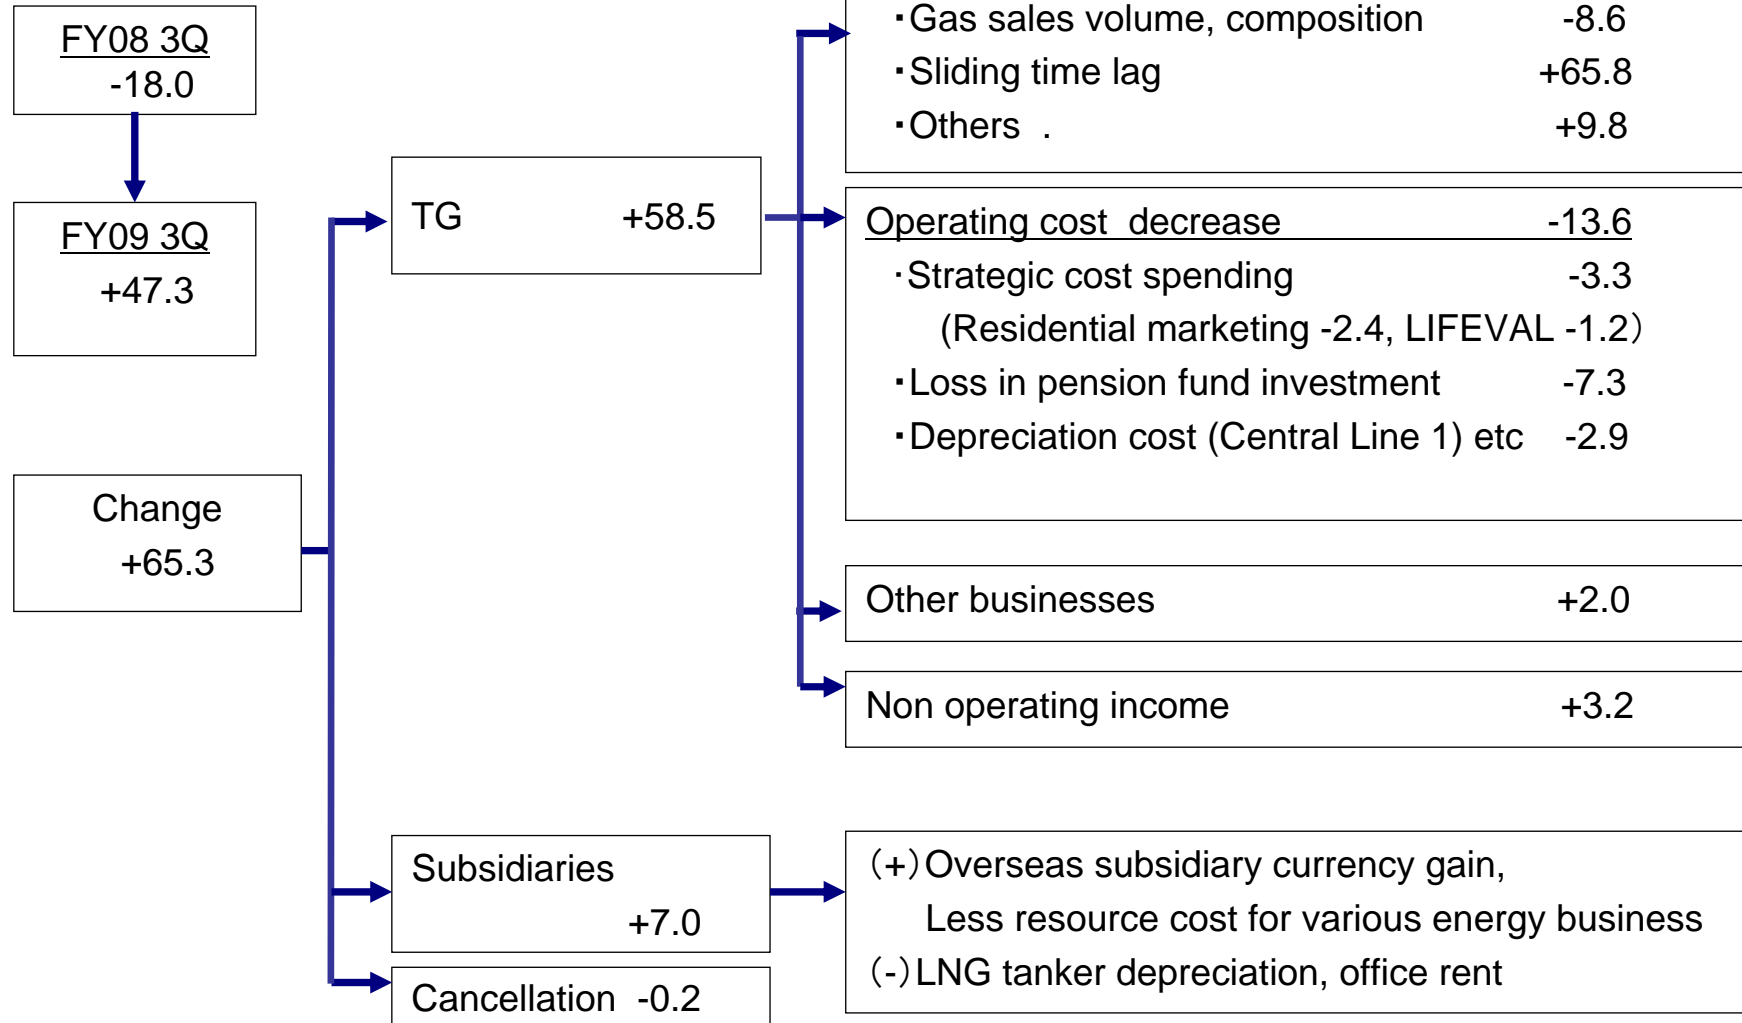 FY08 3Q
-18.0
FY09 3Q
+47.3
Change
+65.3
TG +58.5
Subsidiaries
+7.0
Cancellation -0.2
・Gas sales volume, composition -8.6
・Sliding time lag +65.8
・Others . +9.8
Operating cost decrease -13.6
・Strategic cost spending -3.3
(Residential marketing -2.4, LIFEVAL -1.2）
・Loss in pension fund investment -7.3
・Depreciation cost (Central Line 1) etc -2.9
Other businesses +2.0
Non operating income +3.2
（+）Overseas subsidiary currency gain,
Less resource cost for various energy business
（-）LNG tanker depreciation, office rent